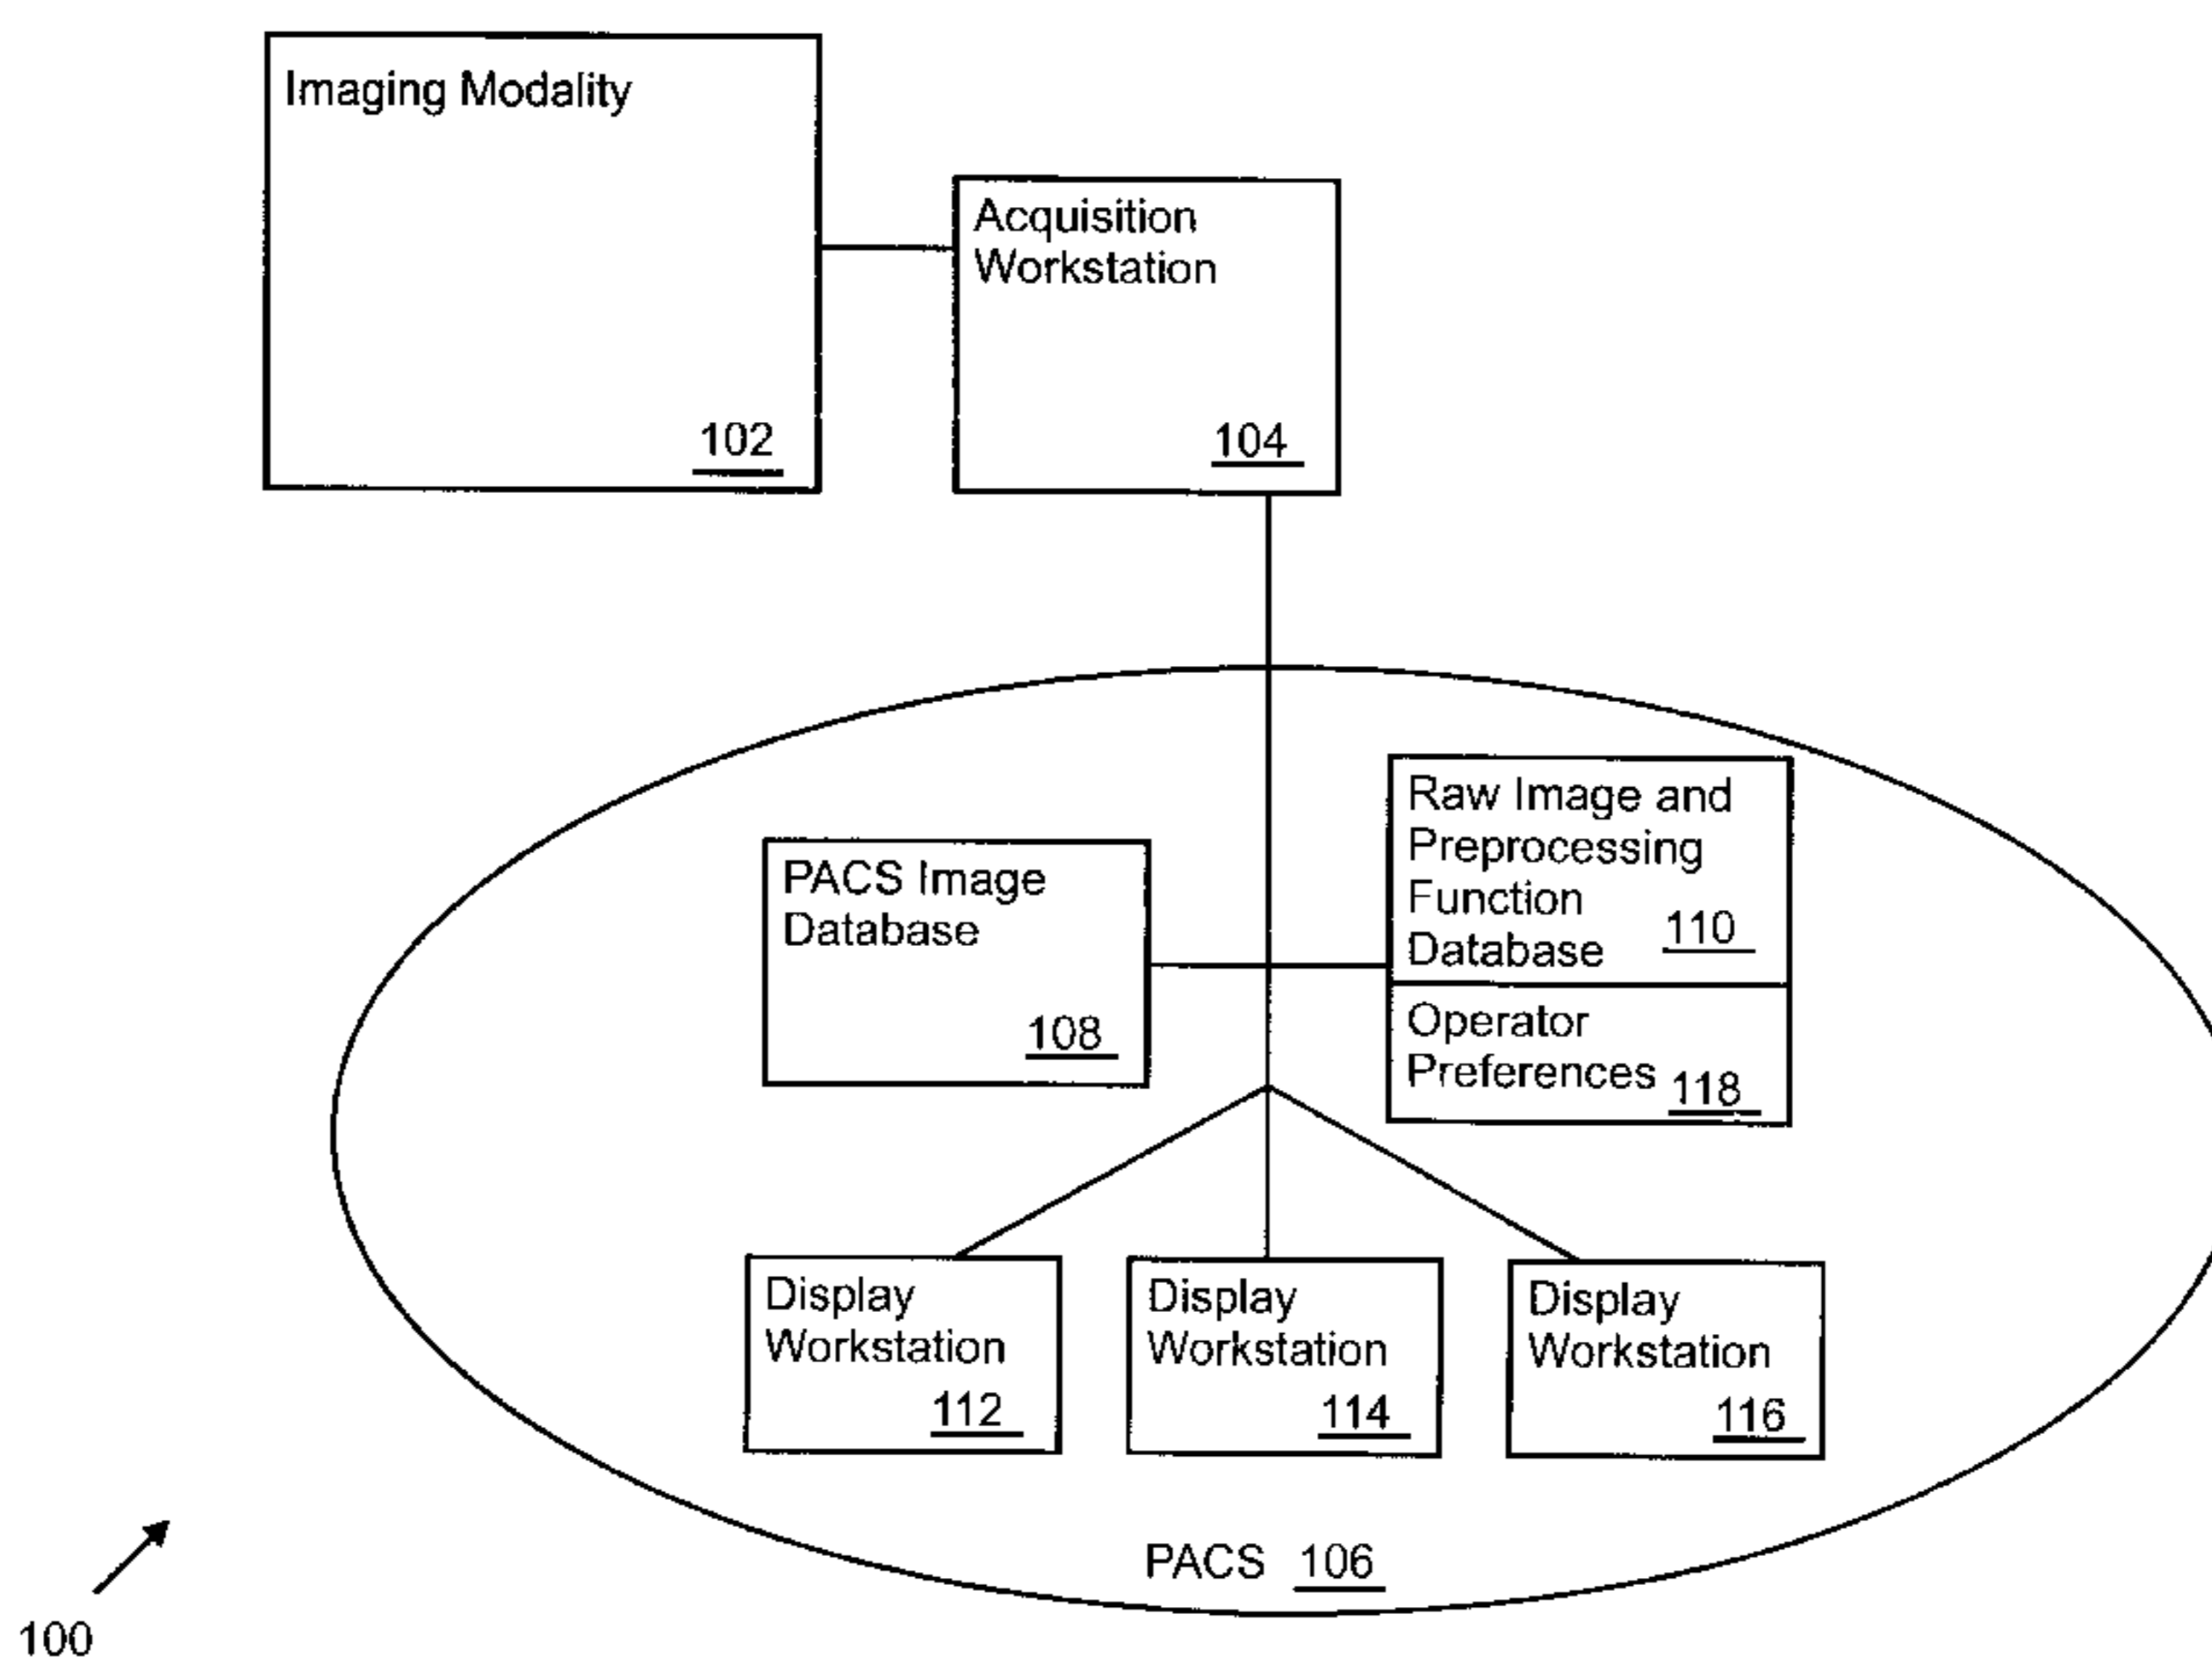 Imaging Modality
102
Acquisition
Workstation
104
PACS Image
Database
108
Raw Image and
Preprocessing
Function
Database 110
Operator
Preferences 118
Display
Workstation
112
Display
Workstation
114
Display
Workstation
116
PACS 106
100